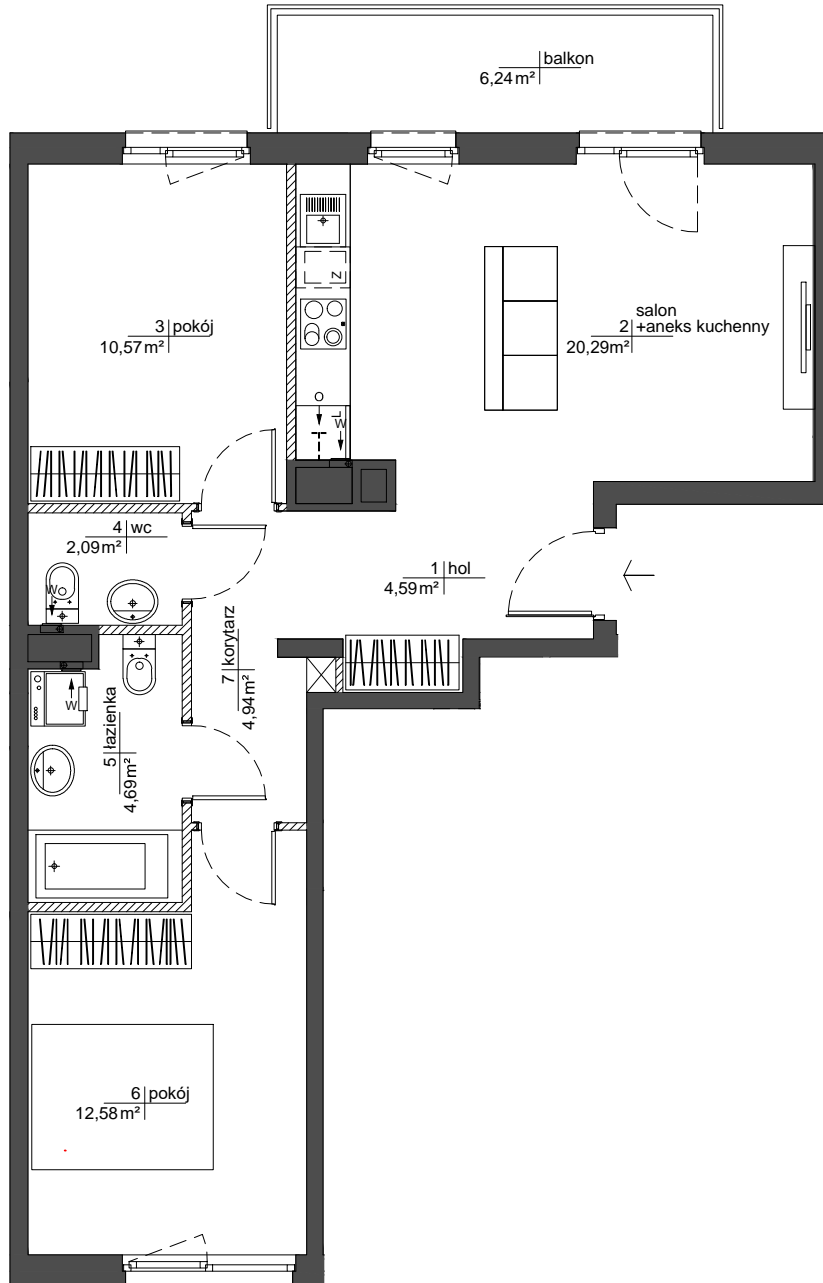 balkon
6,24 m²
3 pokój
10,57 m²
Z
salon
2 +aneks kuchenny
20,29 m²
L
W
4 wc
2,09 m²
1 hol
4,59 m²
W
7 korytarz
4,94 m²
W
5 łazienka
4,69 m²
6 pokój
12,58 m²